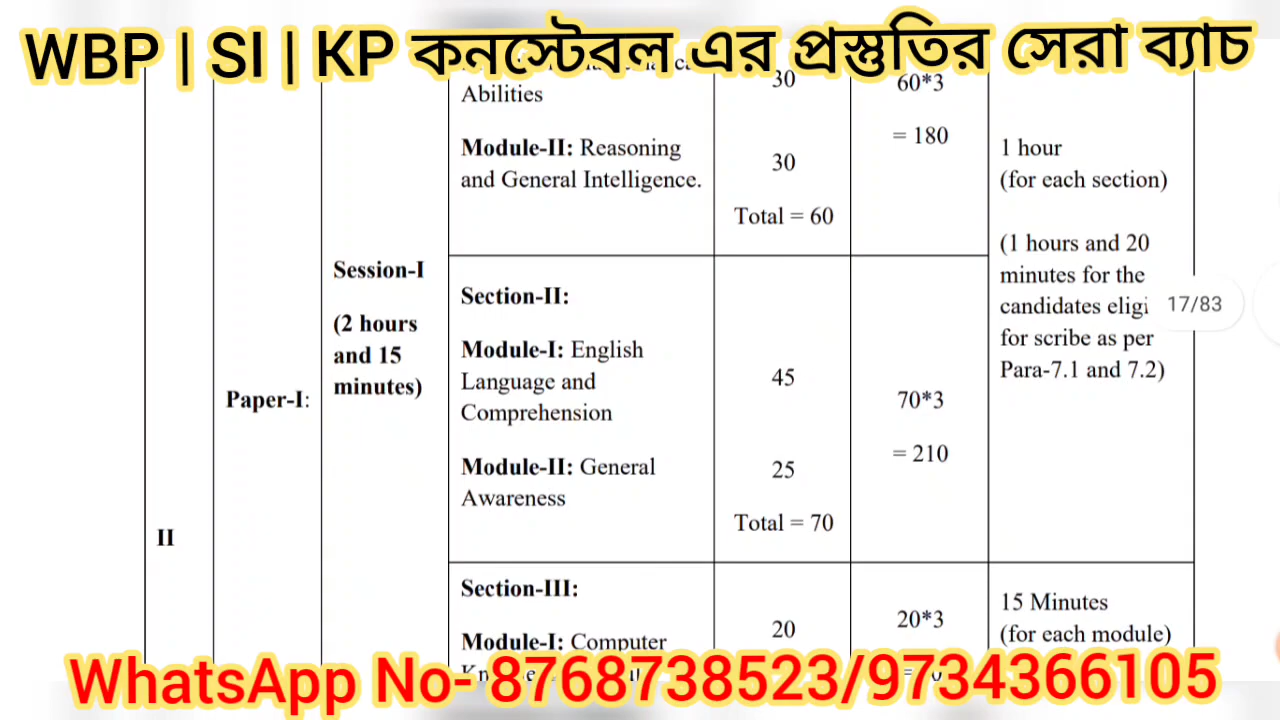 WBP | SI | KP কনস্টেবল এর প্রস্তুতির সেরা ব্যাচ
Abilities
30
60*3
= 180
Module-II: Reasoning
and General Intelligence.
30
Total = 60
1 hour
(for each section)
(1 hours and 20
minutes for the
candidates eligi
for scribe as per
Para-7.1 and 7.2)
17/83
Session-I
(2 hours
and 15
minutes)
Section-II:
Module-I: English
Language and
Comprehension
45
70*3
= 210
Paper-I:
Module-II: General
Awareness
25
Total = 70
II
Section-III:
Module-I: Computer
20
20*3
15 Minutes
(for each module)
WhatsApp No- 8768738523/9734366105